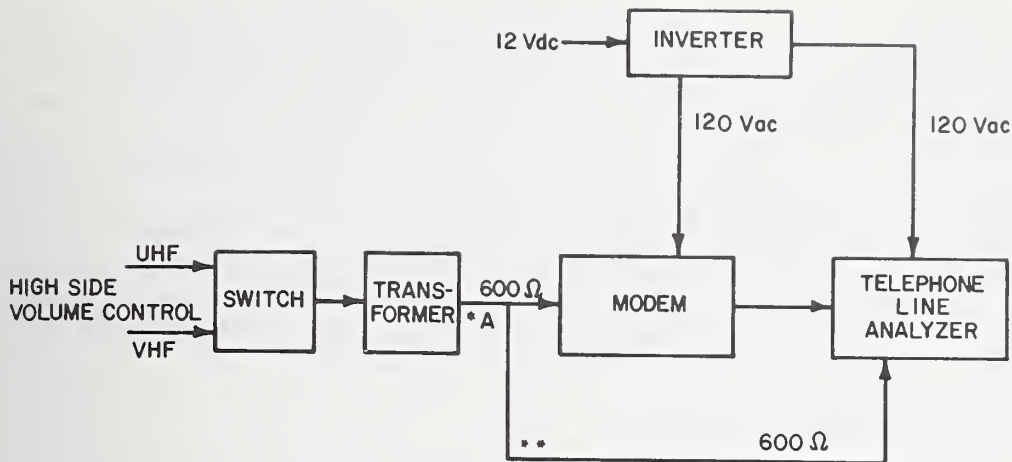 12 Vdc
INVERTER
120 Vac
120 Vac
UHF
HIGH SIDE
VOLUME CONTROL
VHF
SWITCH
TRANS-
FORMER
600 Ω
*A
MODEM
TELEPHONE
LINE
ANALYZER
**
600 Ω